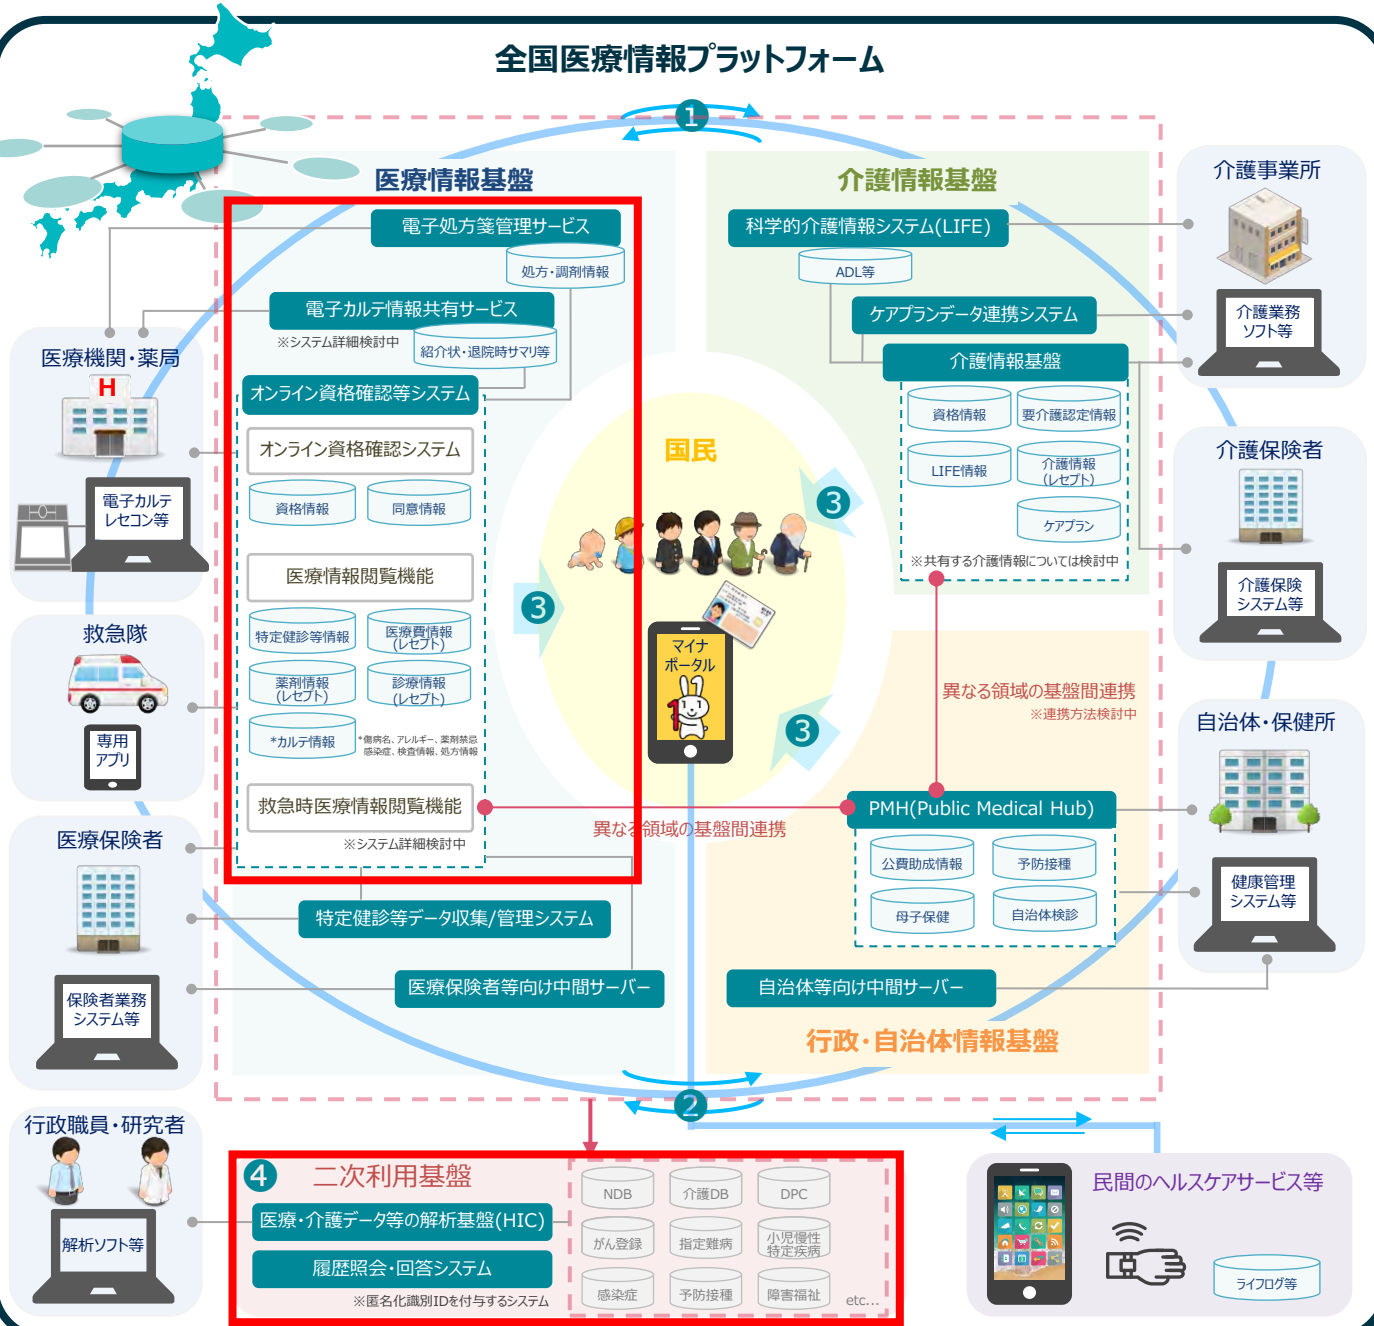 全国医療情報プラットフォーム
1
医療情報基盤
電子処方箋管理サービス
処方・調剤情報
電子カルテ情報共有サービス
※システム詳細検討中
紹介状・退院時サマリ等
オンライン資格確認等システム
オンライン資格確認システム
資格情報
同意情報
医療情報閲覧機能
特定健診等情報
医療費情報
(レセプト)
薬剤情報
(レセプト)
診療情報
(レセプト)
*カルテ情報
*傷病名、アレルギー、薬剤禁忌
感染症、検査情報、処方情報
救急時医療情報閲覧機能
※システム詳細検討中
特定健診等データ収集/管理システム
医療保険者等向け中間サーバー
介護情報基盤
科学的介護情報システム(LIFE)
ADL等
ケアプランデータ連携システム
介護情報基盤
資格情報
要介護認定情報
LIFE情報
介護情報
(レセプト)
ケアプラン
※共有する介護情報については検討中
国民
3
3
3
マイナ
ポータル
1
異なる領域の基盤間連携
※連携方法検討中
異なる領域の基盤間連携
PMH(Public Medical Hub)
公費助成情報
予防接種
母子保健
自治体検診
自治体等向け中間サーバー
行政・自治体情報基盤
2
医療機関・薬局
H
電子カルテ
レセコン等
救急隊
専用
アプリ
医療保険者
保険者業務
システム等
行政職員・研究者
解析ソフト等
介護事業所
介護業務
ソフト等
介護保険者
介護保険
システム等
自治体・保健所
健康管理
システム等
4
二次利用基盤
医療・介護データ等の解析基盤(HIC)
履歴照会・回答システム
※匿名化識別IDを付与するシステム
NDB
介護DB
DPC
がん登録
指定難病
小児慢性
特定疾病
感染症
予防接種
障害福祉
etc...
民間のヘルスケアサービス等
ライフログ等